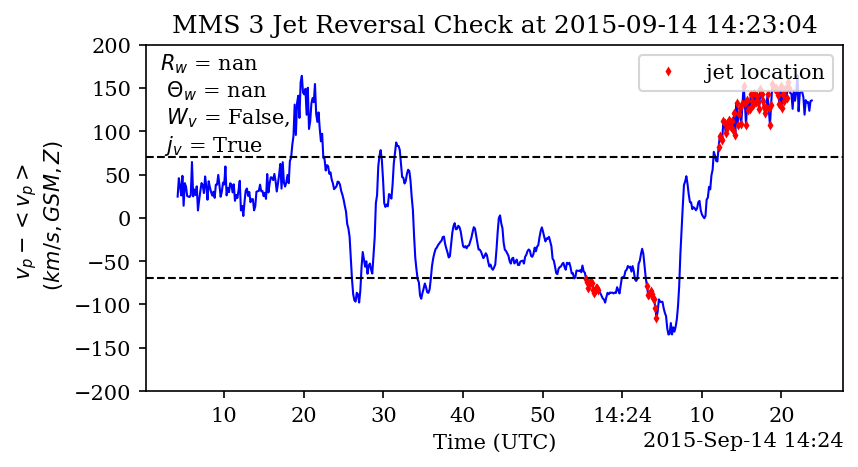 MMS 3 Jet Reversal Check at 2015-09-14 14:23:04
R_w = nan
Θ_w = nan
W_v = False,
j_v = True
jet location
v_p − < v_p >
(km/s, GSM, Z)
200
150
100
50
0
−50
−100
−150
−200
10 20 30 40 50 14:24 10 20
Time (UTC)
2015-Sep-14 14:24